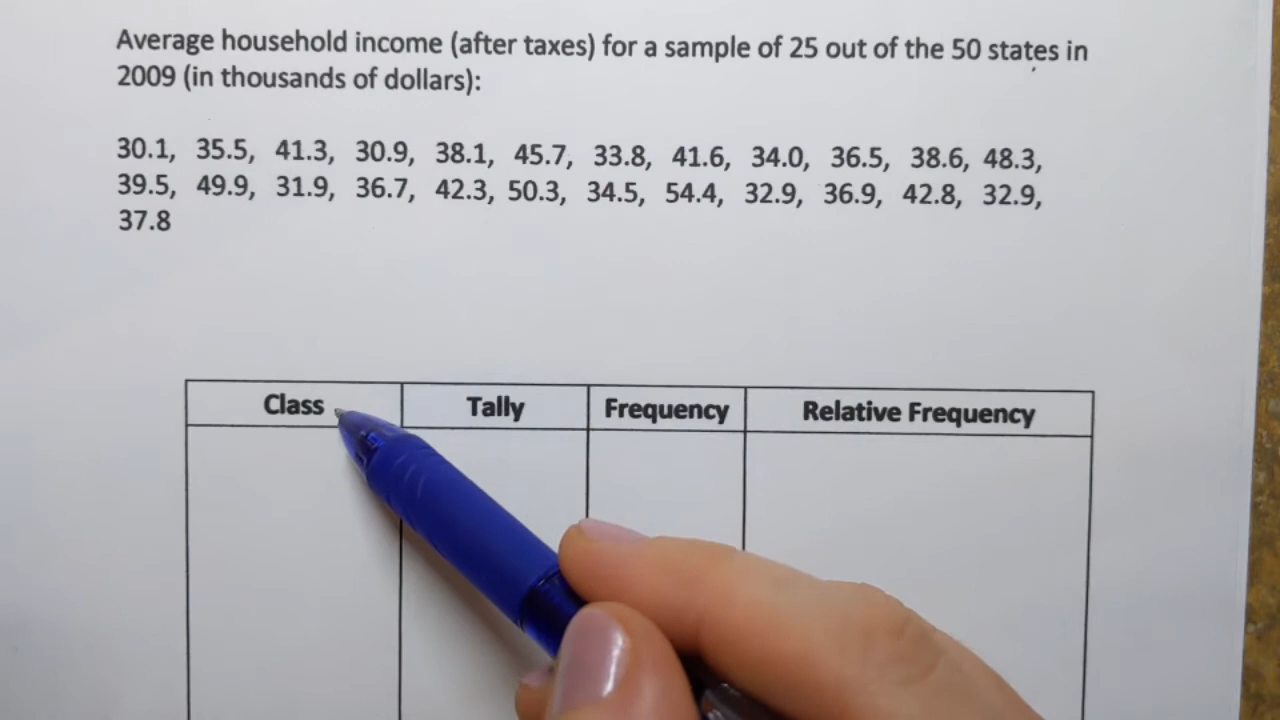 Average household income (after taxes) for a sample of 25 out of the 50 states in
2009 (in thousands of dollars):
30.1, 35.5, 41.3, 30.9, 38.1, 45.7, 33.8, 41.6, 34.0, 36.5, 38.6, 48.3,
39.5, 49.9, 31.9, 36.7, 42.3, 50.3, 34.5, 54.4, 32.9, 36.9, 42.8, 32.9,
37.8
Class Tally Frequency Relative Frequency